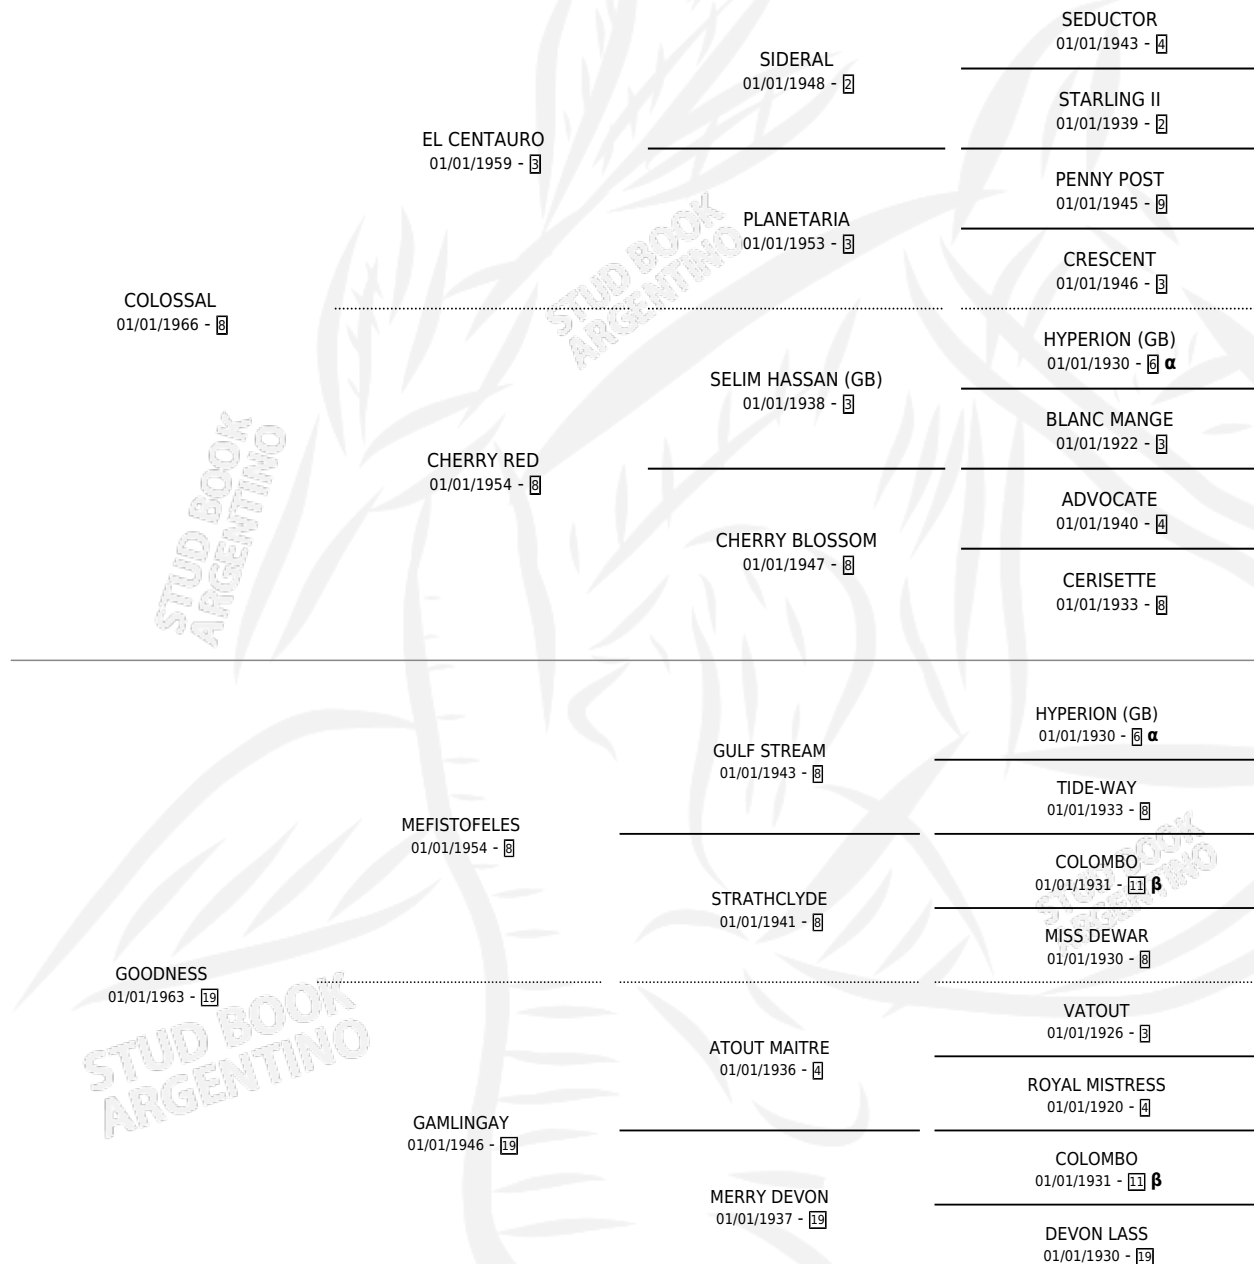 SEDUCTOR
01/01/1943 - 4
SIDERAL
01/01/1948 - 2
STARLING II
01/01/1939 - 2
EL CENTAURO
01/01/1959 - 3
PENNY POST
01/01/1945 - 9
PLANETARIA
01/01/1953 - 3
CRESCENT
01/01/1946 - 3
COLOSSAL
01/01/1966 - 8
HYPERION (GB)
01/01/1930 - 6 α
SELIM HASSAN (GB)
01/01/1938 - 3
BLANC MANGE
01/01/1922 - 3
CHERRY RED
01/01/1954 - 8
ADVOCATE
01/01/1940 - 4
CHERRY BLOSSOM
01/01/1947 - 8
CERISETTE
01/01/1933 - 8
HYPERION (GB)
01/01/1930 - 6 α
GULF STREAM
01/01/1943 - 8
TIDE-WAY
01/01/1933 - 8
MEFISTOFELES
01/01/1954 - 8
COLOMBO
01/01/1931 - 11 β
STRATHCLYDE
01/01/1941 - 8
MISS DEWAR
01/01/1930 - 8
GOODNESS
01/01/1963 - 19
VATOUT
01/01/1926 - 3
ATOUT MAITRE
01/01/1936 - 4
ROYAL MISTRESS
01/01/1920 - 4
GAMLINGAY
01/01/1946 - 19
COLOMBO
01/01/1931 - 11 β
MERRY DEVON
01/01/1937 - 19
DEVON LASS
01/01/1930 - 19
STUD BOOK
ARGENTINO
STUD BOOK
ARGENTINO
STUD BOOK
ARGENTINO
STUD BOOK
ARGENTINO